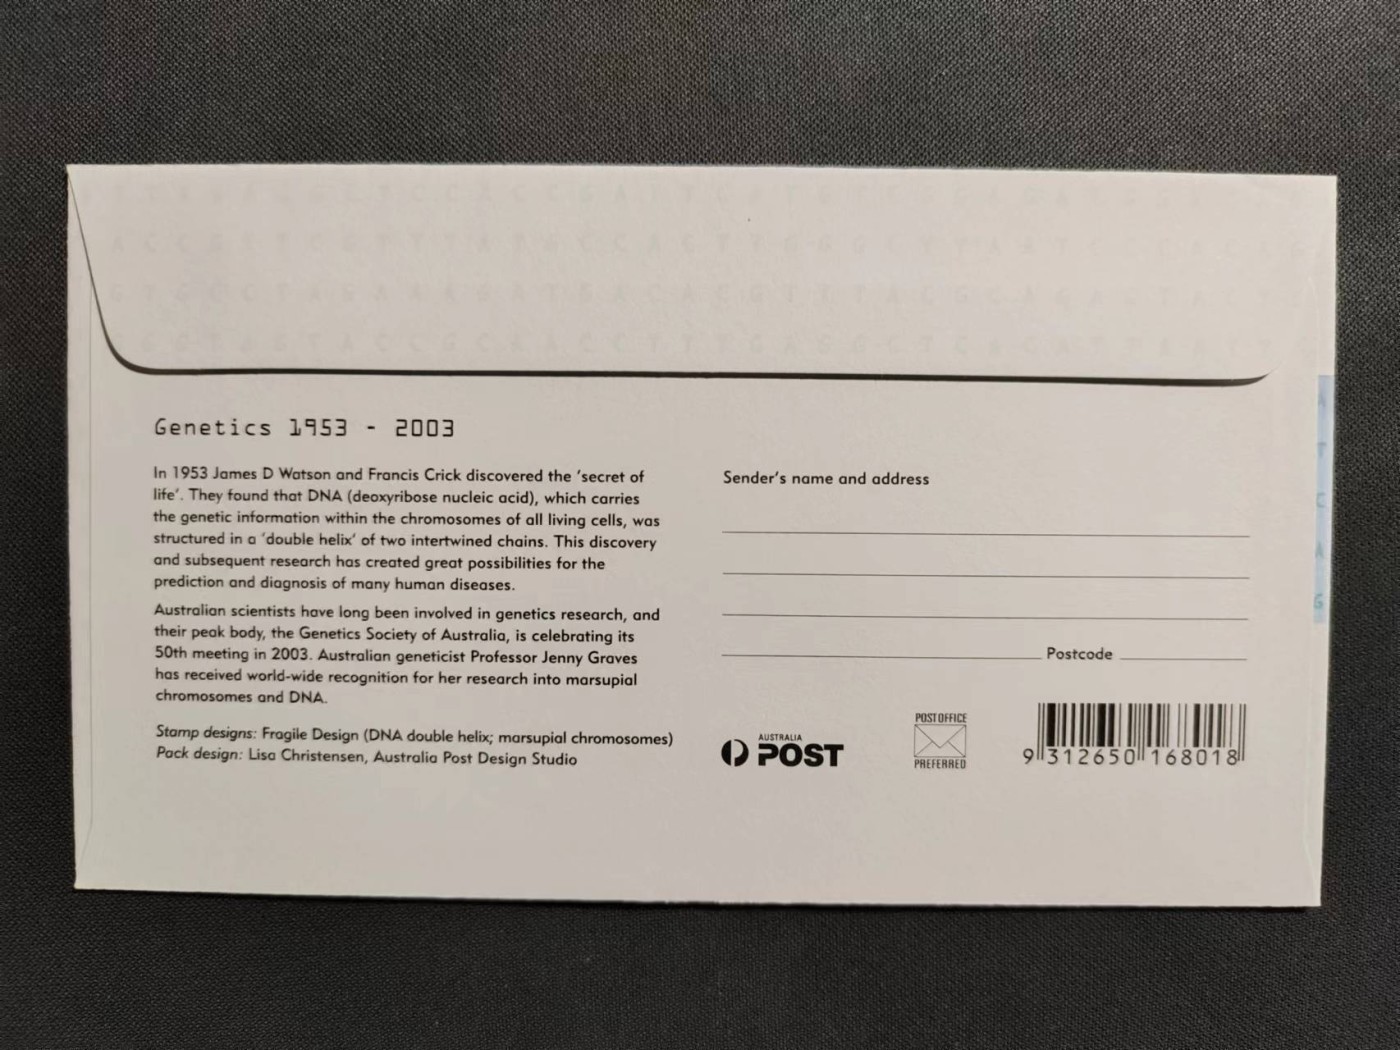 Genetics 1953 - 2003
In 1953 James D Watson and Francis Crick discovered the 'secret of
life'. They found that DNA (deoxyribose nucleic acid), which carries
the genetic information within the chromosomes of all living cells, was
structured in a 'double helix' of two intertwined chains. This discovery
and subsequent research has created great possibilities for the
prediction and diagnosis of many human diseases.
Australian scientists have long been involved in genetics research, and
their peak body, the Genetics Society of Australia, is celebrating its
50th meeting in 2003. Australian geneticist Professor Jenny Graves
has received world-wide recognition for her research into marsupial
chromosomes and DNA.
Stamp designs: Fragile Design (DNA double helix; marsupial chromosomes)
Pack design: Lisa Christensen, Australia Post Design Studio
Sender's name and address
Postcode
AUSTRALIA
POST
POST OFFICE
PREFERRED
9 312650 168018
A
T
C
A
G